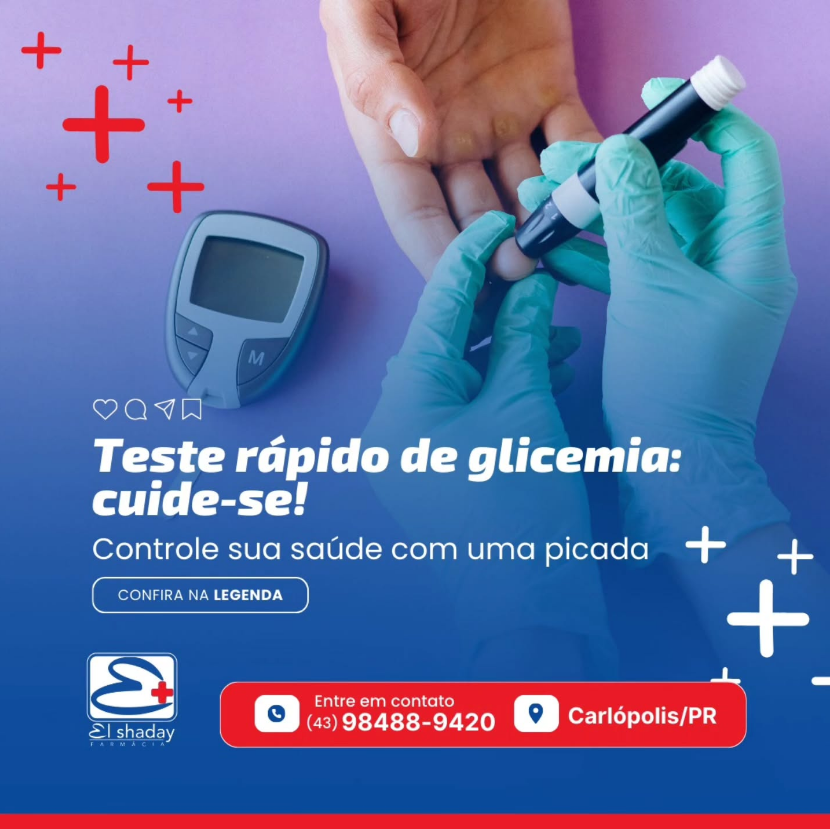 M
Teste rápido de glicemia:
cuide-se!
Controle sua saúde com uma picada
CONFIRA NA LEGENDA
El shaday
FARMÁCIA
Entre em contato
(43) 98488-9420
Carlópolis/PR